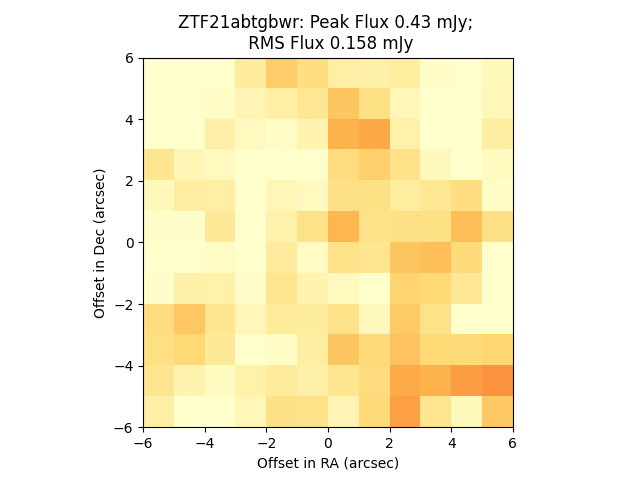 ZTF21abtgbwr: Peak Flux 0.43 mJy;
RMS Flux 0.158 mJy
6
4
2
0
−2
−4
−6
Offset in Dec (arcsec)
−6 −4 −2 0 2 4 6
Offset in RA (arcsec)